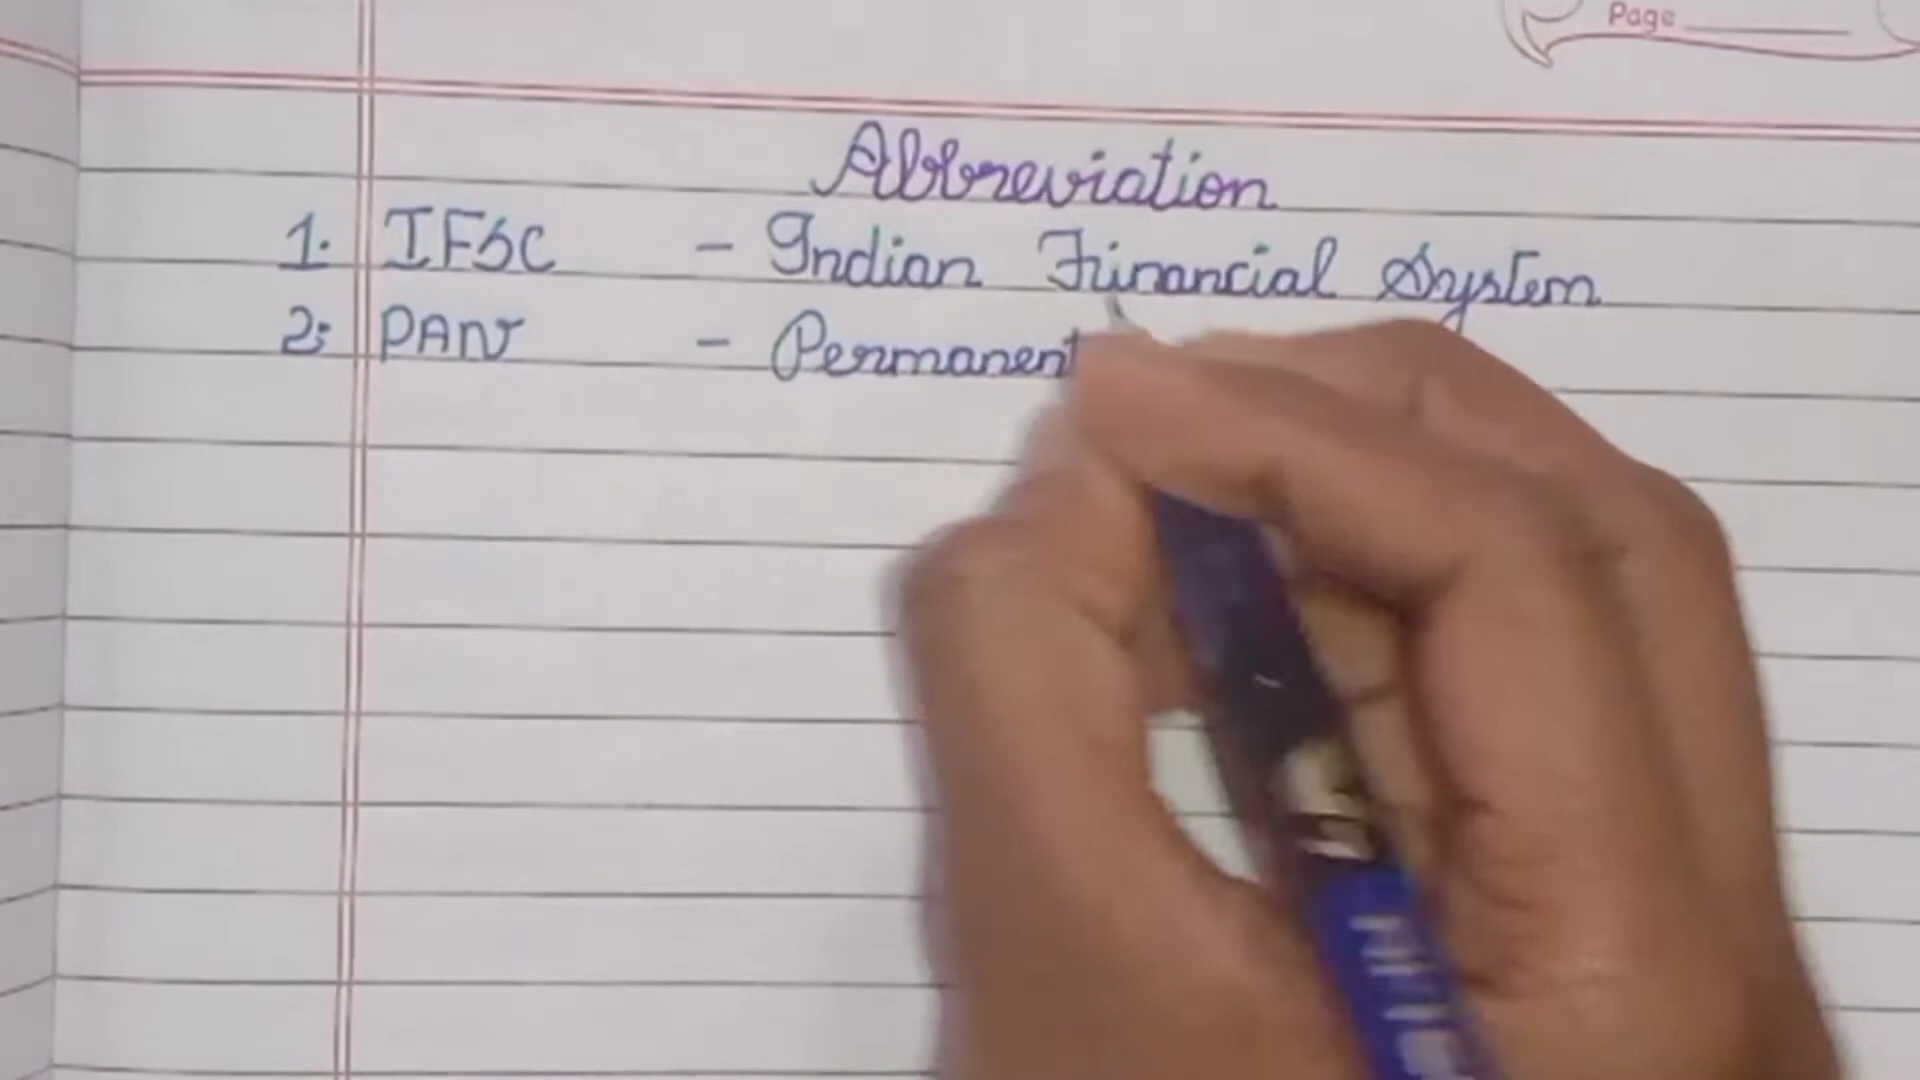 Page
Abbreviation
1. IFSC - Indian Financial System
2. PAN - Permanent